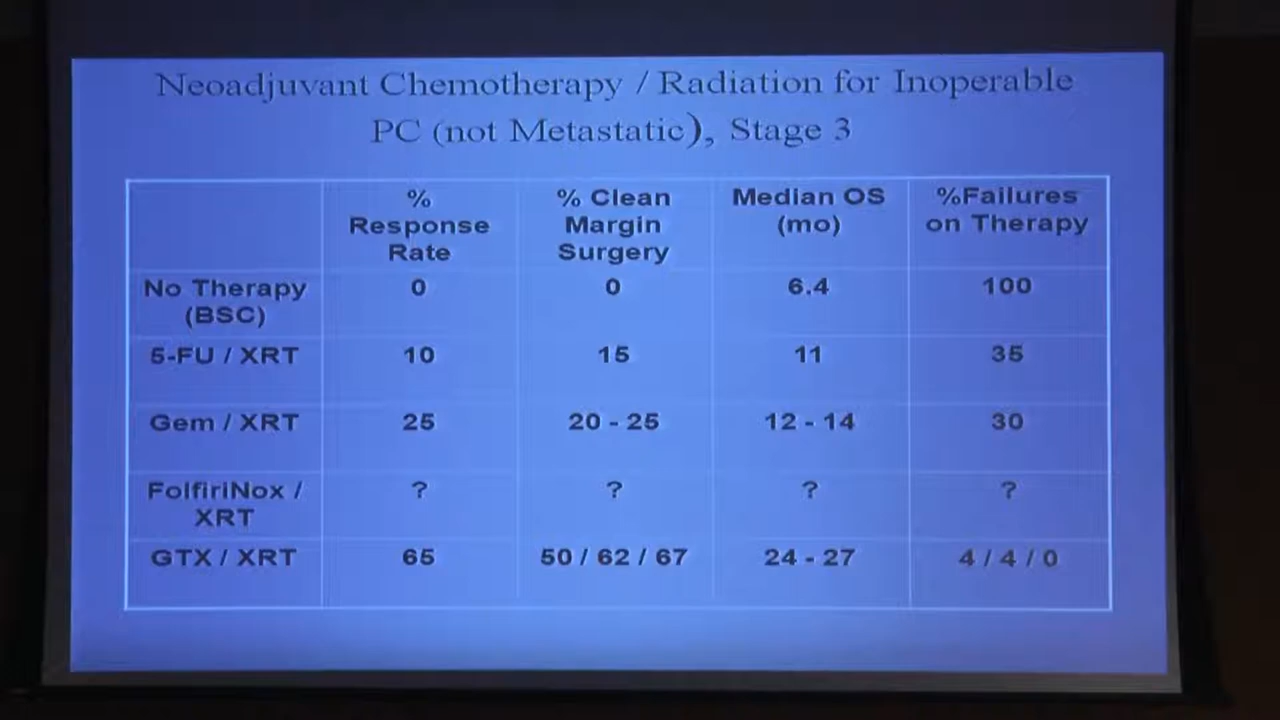 Neoadjuvant Chemotherapy / Radiation for Inoperable
PC (not Metastatic), Stage 3
% Response Rate | % Clean Margin Surgery | Median OS (mo) | %Failures on Therapy
No Therapy (BSC) | 0 | 0 | 6.4 | 100
5-FU / XRT | 10 | 15 | 11 | 35
Gem / XRT | 25 | 20 - 25 | 12 - 14 | 30
FolfiriNox / XRT | ? | ? | ? | ?
GTX / XRT | 65 | 50 / 62 / 67 | 24 - 27 | 4 / 4 / 0